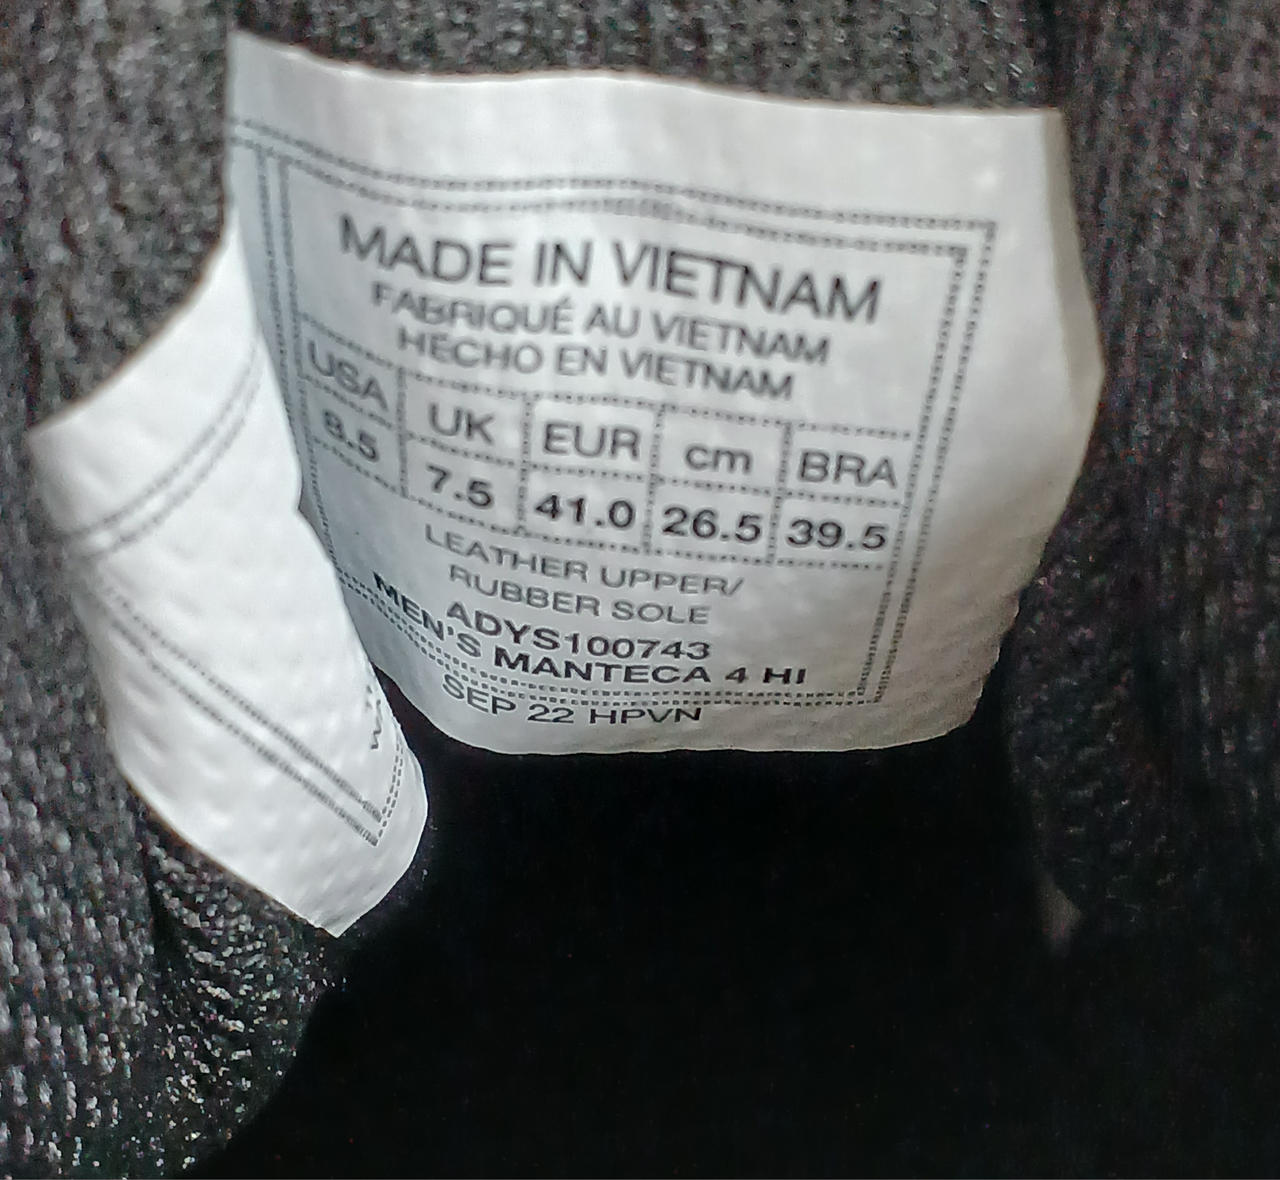 MADE IN VIETNAM
FABRIQUÉ AU VIETNAM
HECHO EN VIETNAM
USA UK EUR cm BRA
8.5 7.5 41.0 26.5 39.5
LEATHER UPPER/
RUBBER SOLE
ADYS100743
MEN'S MANTECA 4 HI
SEP 22 HPVN